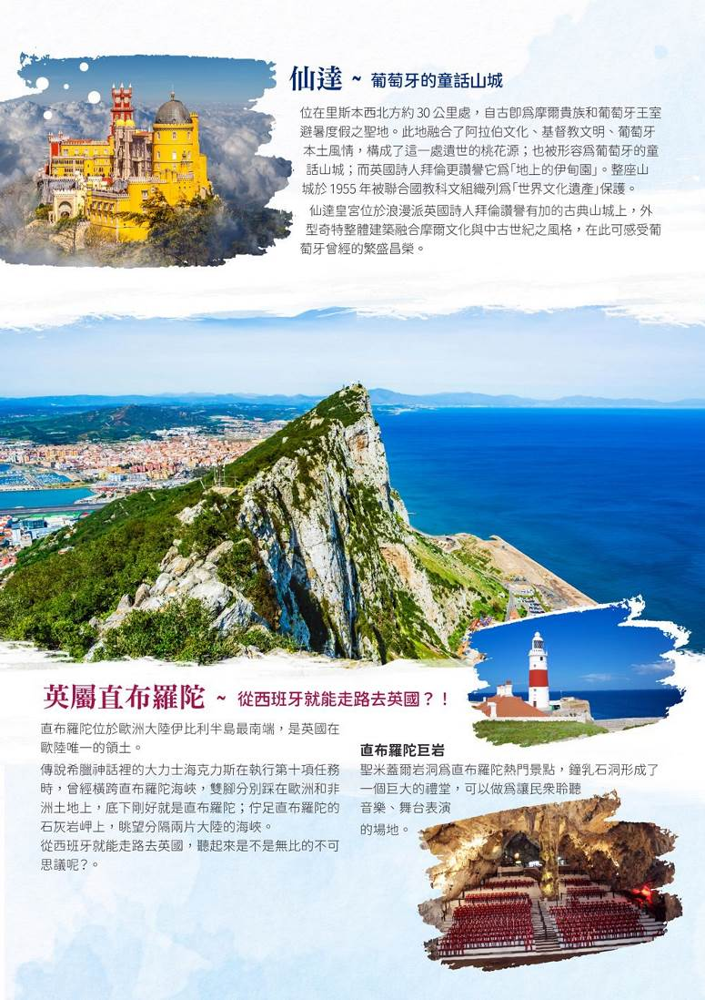 仙達 ~ 葡萄牙的童話山城
位在里斯本西北方約 30 公里處，自古卽爲摩爾貴族和葡萄牙王室
避暑度假之聖地。此地融合了阿拉伯文化、基督教文明、葡萄牙
本土風情，構成了這一處遺世的桃花源；也被形容爲葡萄牙的童
話山城；而英國詩人拜倫更讚譽它爲「地上的伊甸園」。整座山
城於 1955 年被聯合國教科文組織列爲「世界文化遺產」保護。
仙達皇宮位於浪漫派英國詩人拜倫讚譽有加的古典山城上，外
型奇特整體建築融合摩爾文化與中古世紀之風格，在此可感受葡
萄牙曾經的繁盛昌榮。
英屬直布羅陀 ~ 從西班牙就能走路去英國？！
直布羅陀位於歐洲大陸伊比利半島最南端，是英國在
歐陸唯一的領土。
傳說希臘神話裡的大力士海克力斯在執行第十項任務
時，曾經橫跨直布羅陀海峽，雙腳分別踩在歐洲和非
洲土地上，底下剛好就是直布羅陀；佇足直布羅陀的
石灰岩岬上，眺望分隔兩片大陸的海峽。
從西班牙就能走路去英國，聽起來是不是無比的不可
思議呢？。
直布羅陀巨岩
聖米蓋爾岩洞爲直布羅陀熱門景點，鐘乳石洞形成了
一個巨大的禮堂，可以做爲讓民衆聆聽
音樂、舞台表演
的場地。